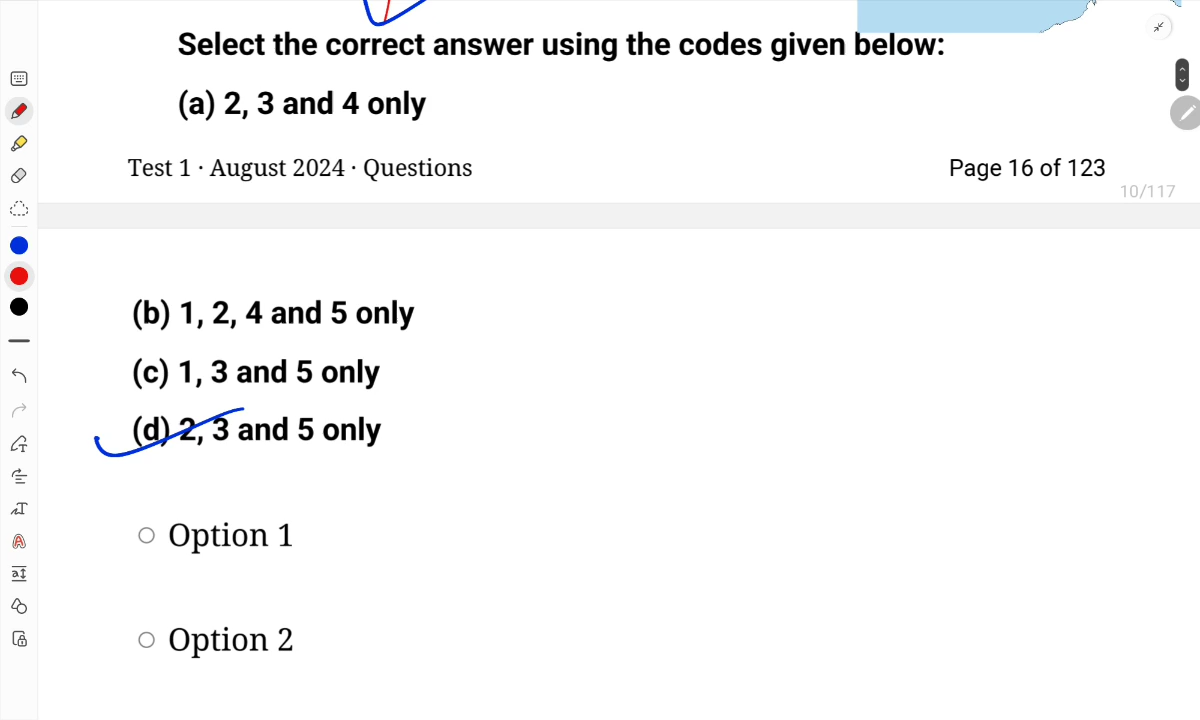 Select the correct answer using the codes given below:
(a) 2, 3 and 4 only
Test 1 · August 2024 · Questions
Page 16 of 123
10/117
(b) 1, 2, 4 and 5 only
(c) 1, 3 and 5 only
(d) 2, 3 and 5 only
Option 1
Option 2